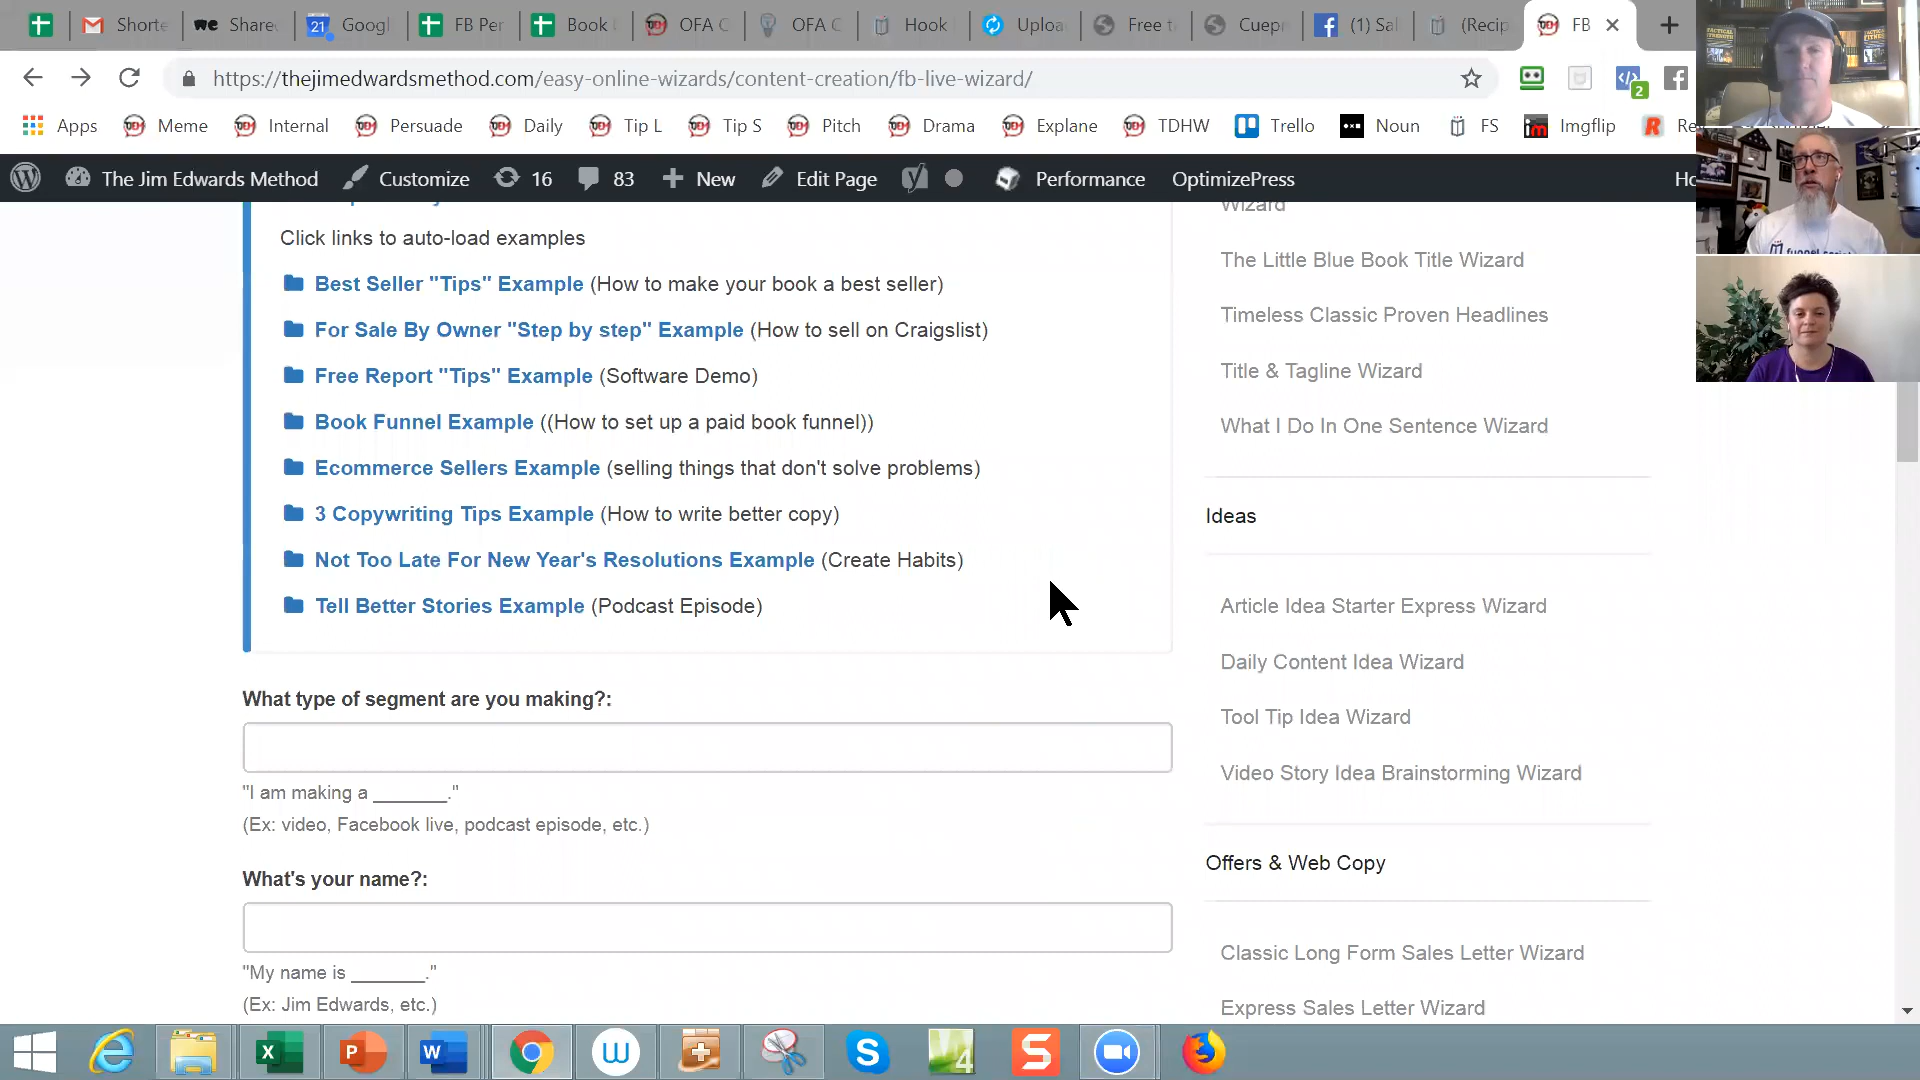 Shorte
Share
21 Googl
FB Per
Book
OFA C
OFA C
Hook
Uploa
Free t
Cuep
(1) Sal
(Recip
FB
https://thejimedwardsmethod.com/easy-online-wizards/content-creation/fb-live-wizard/
2
Apps Meme Internal Persuade Daily Tip L Tip S Pitch Drama Explane TDHW Trello Noun FS Imgflip
The Jim Edwards Method Customize 16 83 New Edit Page Performance OptimizePress
Click links to auto-load examples
Best Seller "Tips" Example (How to make your book a best seller)
For Sale By Owner "Step by step" Example (How to sell on Craigslist)
Free Report "Tips" Example (Software Demo)
Book Funnel Example ((How to set up a paid book funnel))
Ecommerce Sellers Example (selling things that don't solve problems)
3 Copywriting Tips Example (How to write better copy)
Not Too Late For New Year's Resolutions Example (Create Habits)
Tell Better Stories Example (Podcast Episode)
What type of segment are you making?:
"I am making a _______."
(Ex: video, Facebook live, podcast episode, etc.)
What's your name?:
"My name is _______."
(Ex: Jim Edwards, etc.)
Wizard
The Little Blue Book Title Wizard
Timeless Classic Proven Headlines
Title & Tagline Wizard
What I Do In One Sentence Wizard
Ideas
Article Idea Starter Express Wizard
Daily Content Idea Wizard
Tool Tip Idea Wizard
Video Story Idea Brainstorming Wizard
Offers & Web Copy
Classic Long Form Sales Letter Wizard
Express Sales Letter Wizard